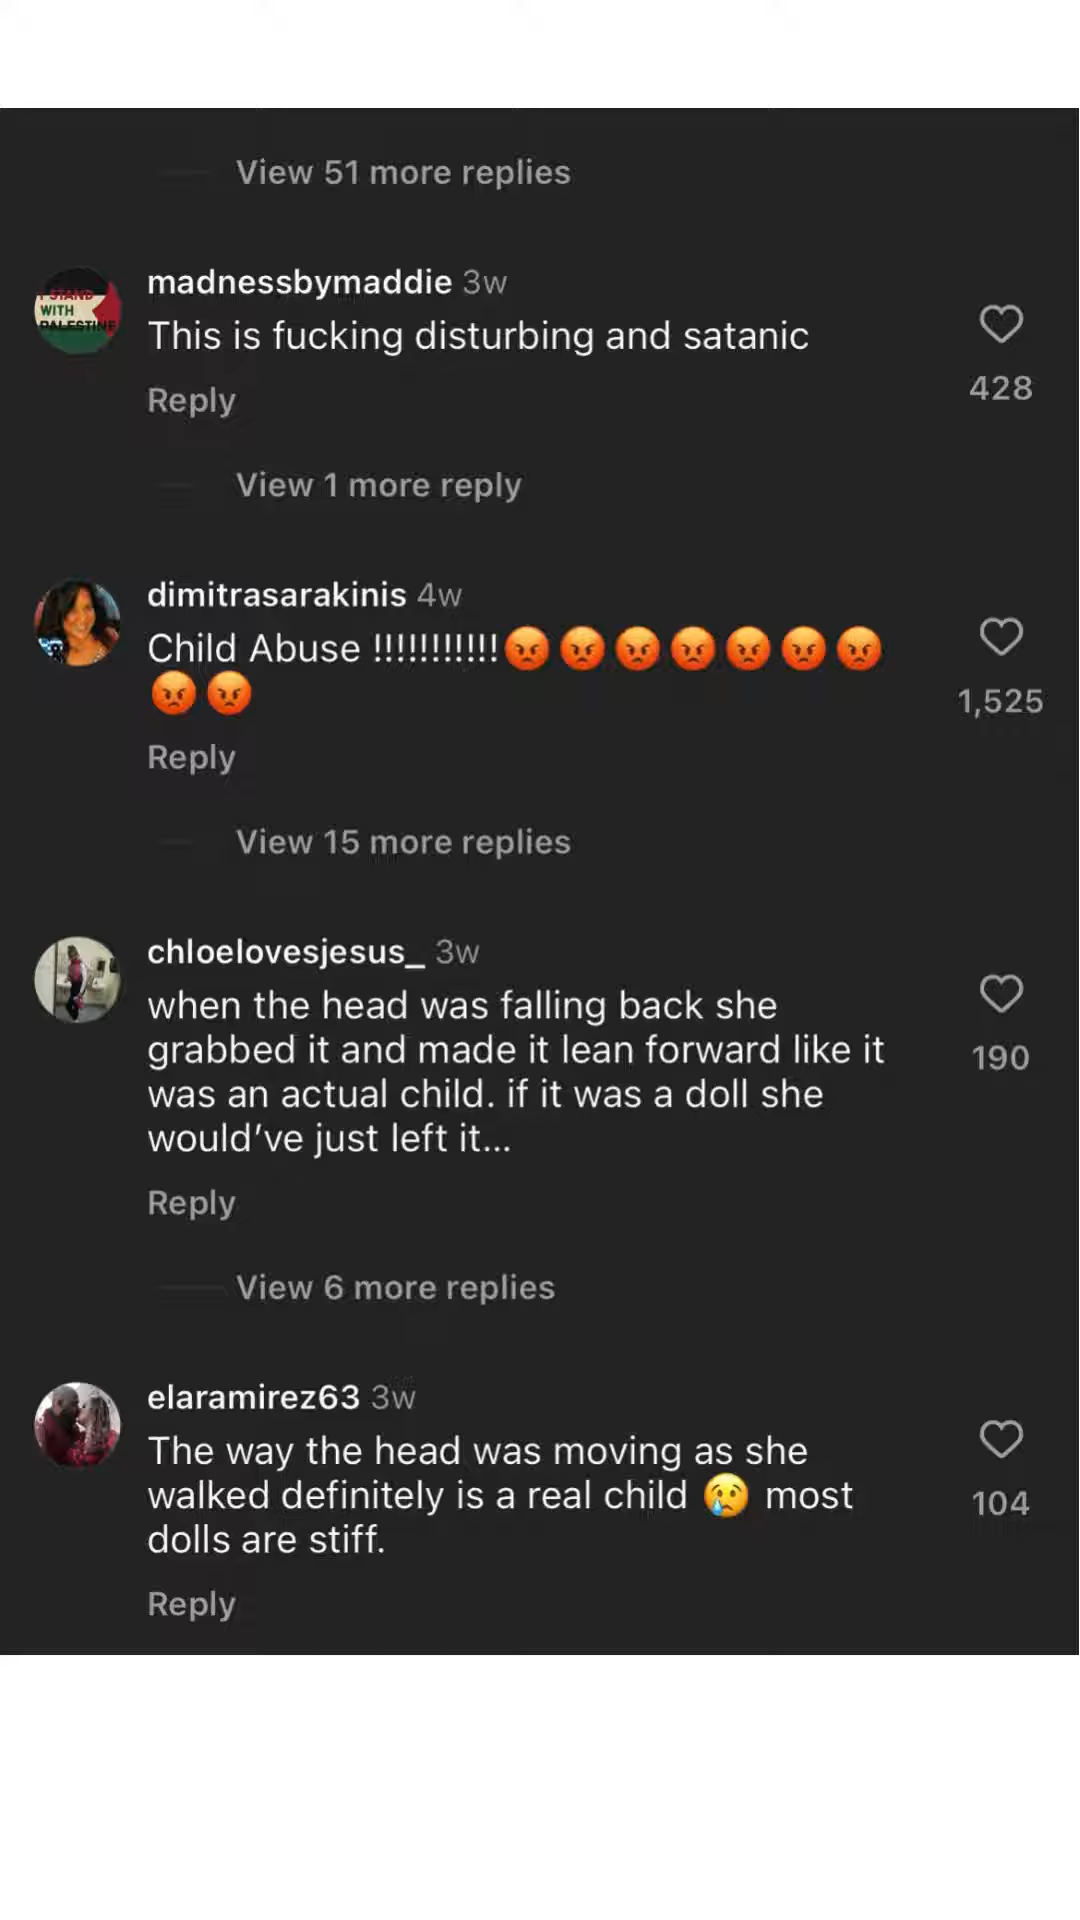 View 51 more replies
madnessbymaddie 3w
I STAND
WITH
PALESTINE
This is fucking disturbing and satanic
Reply
428
View 1 more reply
dimitrasarakinis 4w
Child Abuse !!!!!!!!!!!😡😡😡😡😡😡😡
😡😡
Reply
1,525
View 15 more replies
chloelovesjesus_ 3w
when the head was falling back she
grabbed it and made it lean forward like it
was an actual child. if it was a doll she
would’ve just left it...
Reply
190
View 6 more replies
elaramirez63 3w
The way the head was moving as she
walked definitely is a real child 😢 most
dolls are stiff.
Reply
104